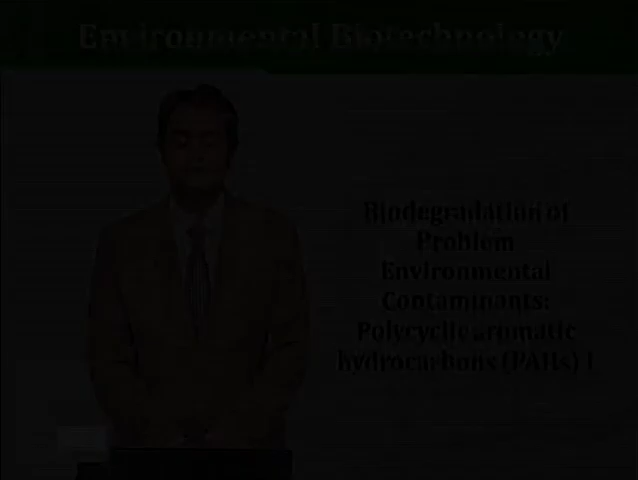 Environmental Biotechnology
Biodegradation of
Problem
Environmental
Contaminants:
Polycyclic aromatic
hydrocarbons (PAHs) I